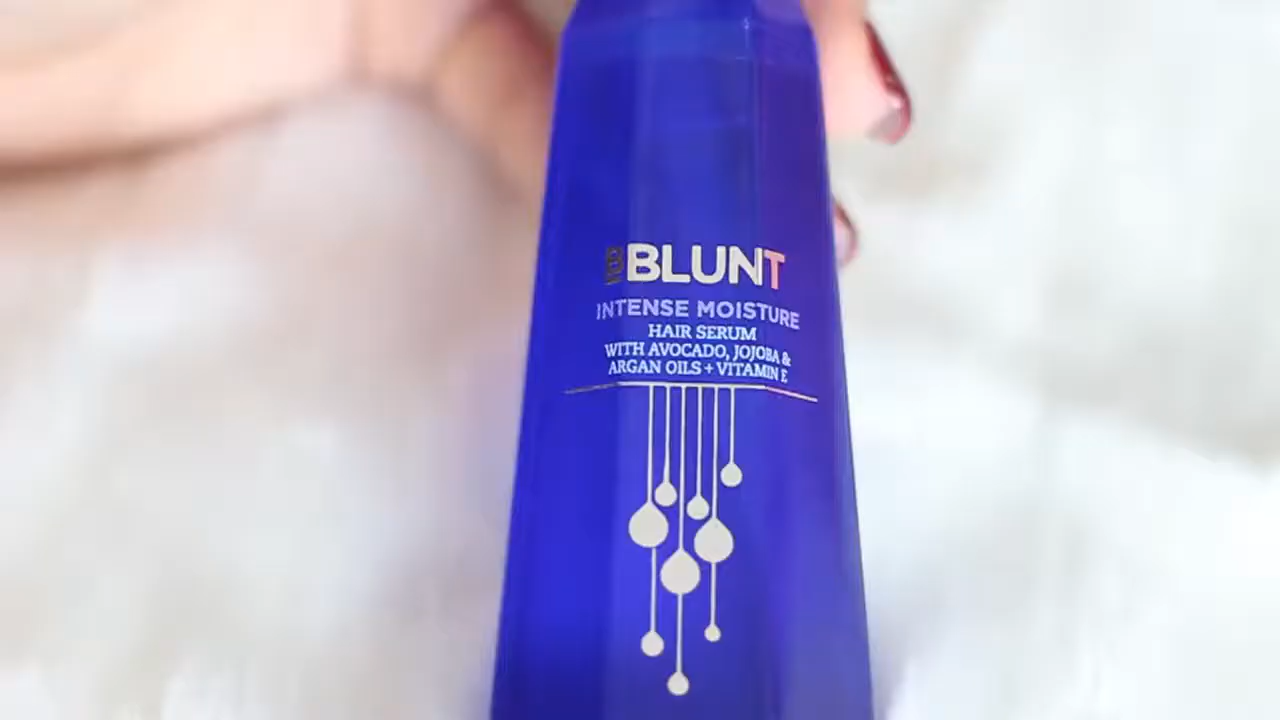 BBLUNT
INTENSE MOISTURE
HAIR SERUM
WITH AVOCADO, JOJOBA &
ARGAN OILS + VITAMIN E